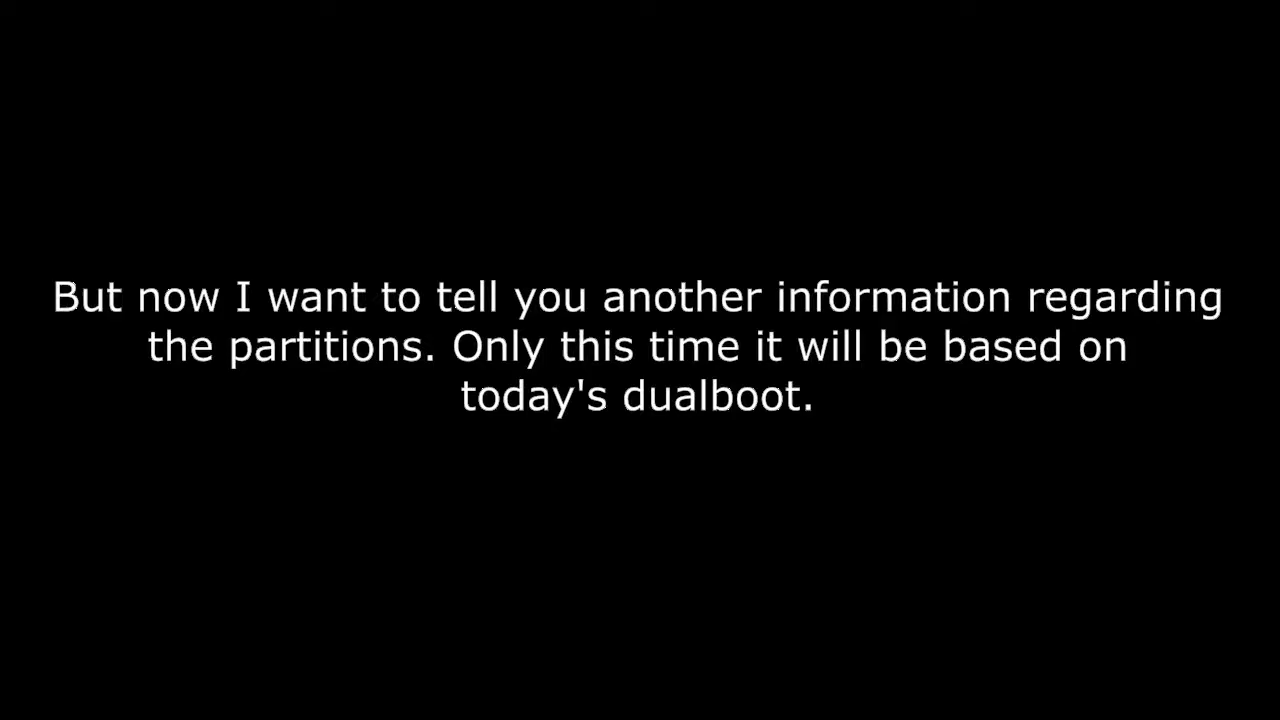 But now I want to tell you another information regarding
the partitions. Only this time it will be based on
today's dualboot.